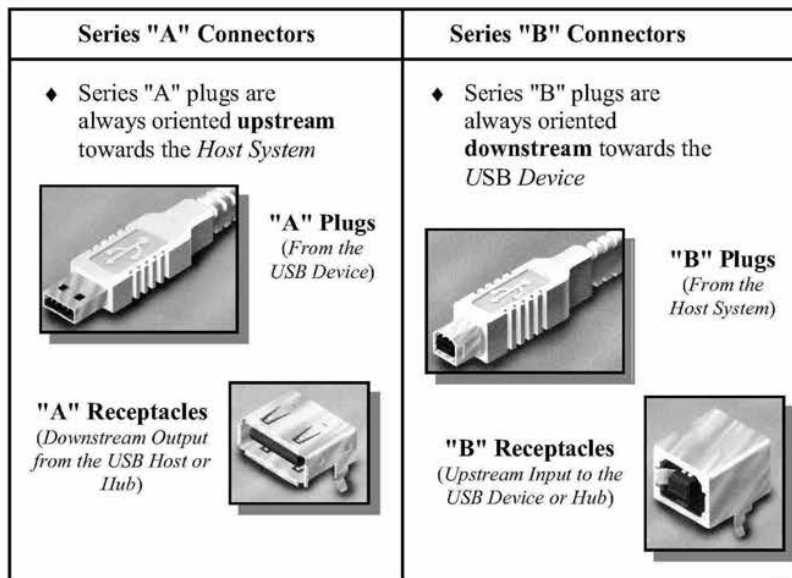 Series "A" Connectors
♦ Series "A" plugs are
always oriented upstream
towards the Host System
"A" Plugs
(From the
USB Device)
"A" Receptacles
(Downstream Output
from the USB Host or
Hub)
Series "B" Connectors
♦ Series "B" plugs are
always oriented
downstream towards the
USB Device
"B" Plugs
(From the
Host System)
"B" Receptacles
(Upstream Input to the
USB Device or Hub)